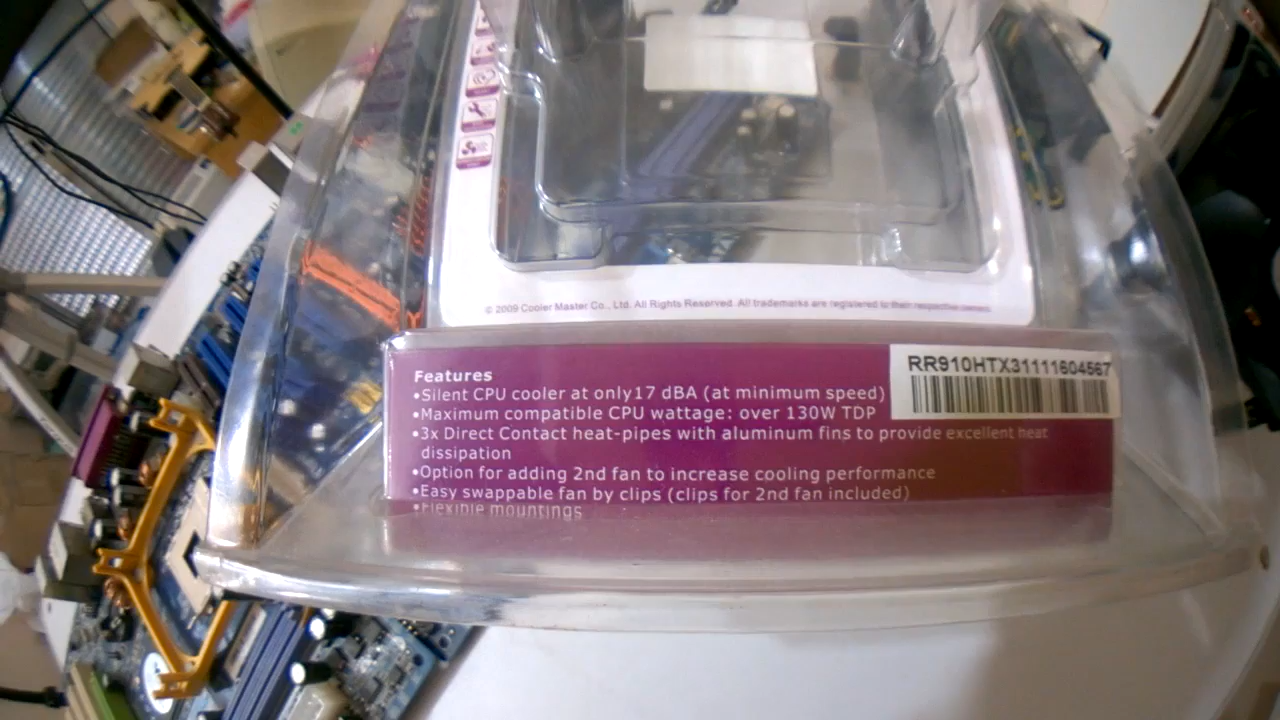 © 2009 Cooler Master Co., Ltd. All Rights Reserved. All trademarks are registered to their respective owners.
RR910HTX31111604567
Features
•Silent CPU cooler at only17 dBA (at minimum speed)
•Maximum compatible CPU wattage: over 130W TDP
•3x Direct Contact heat-pipes with aluminum fins to provide excellent heat
dissipation
•Option for adding 2nd fan to increase cooling performance
•Easy swappable fan by clips (clips for 2nd fan included)
•Flexible mountings